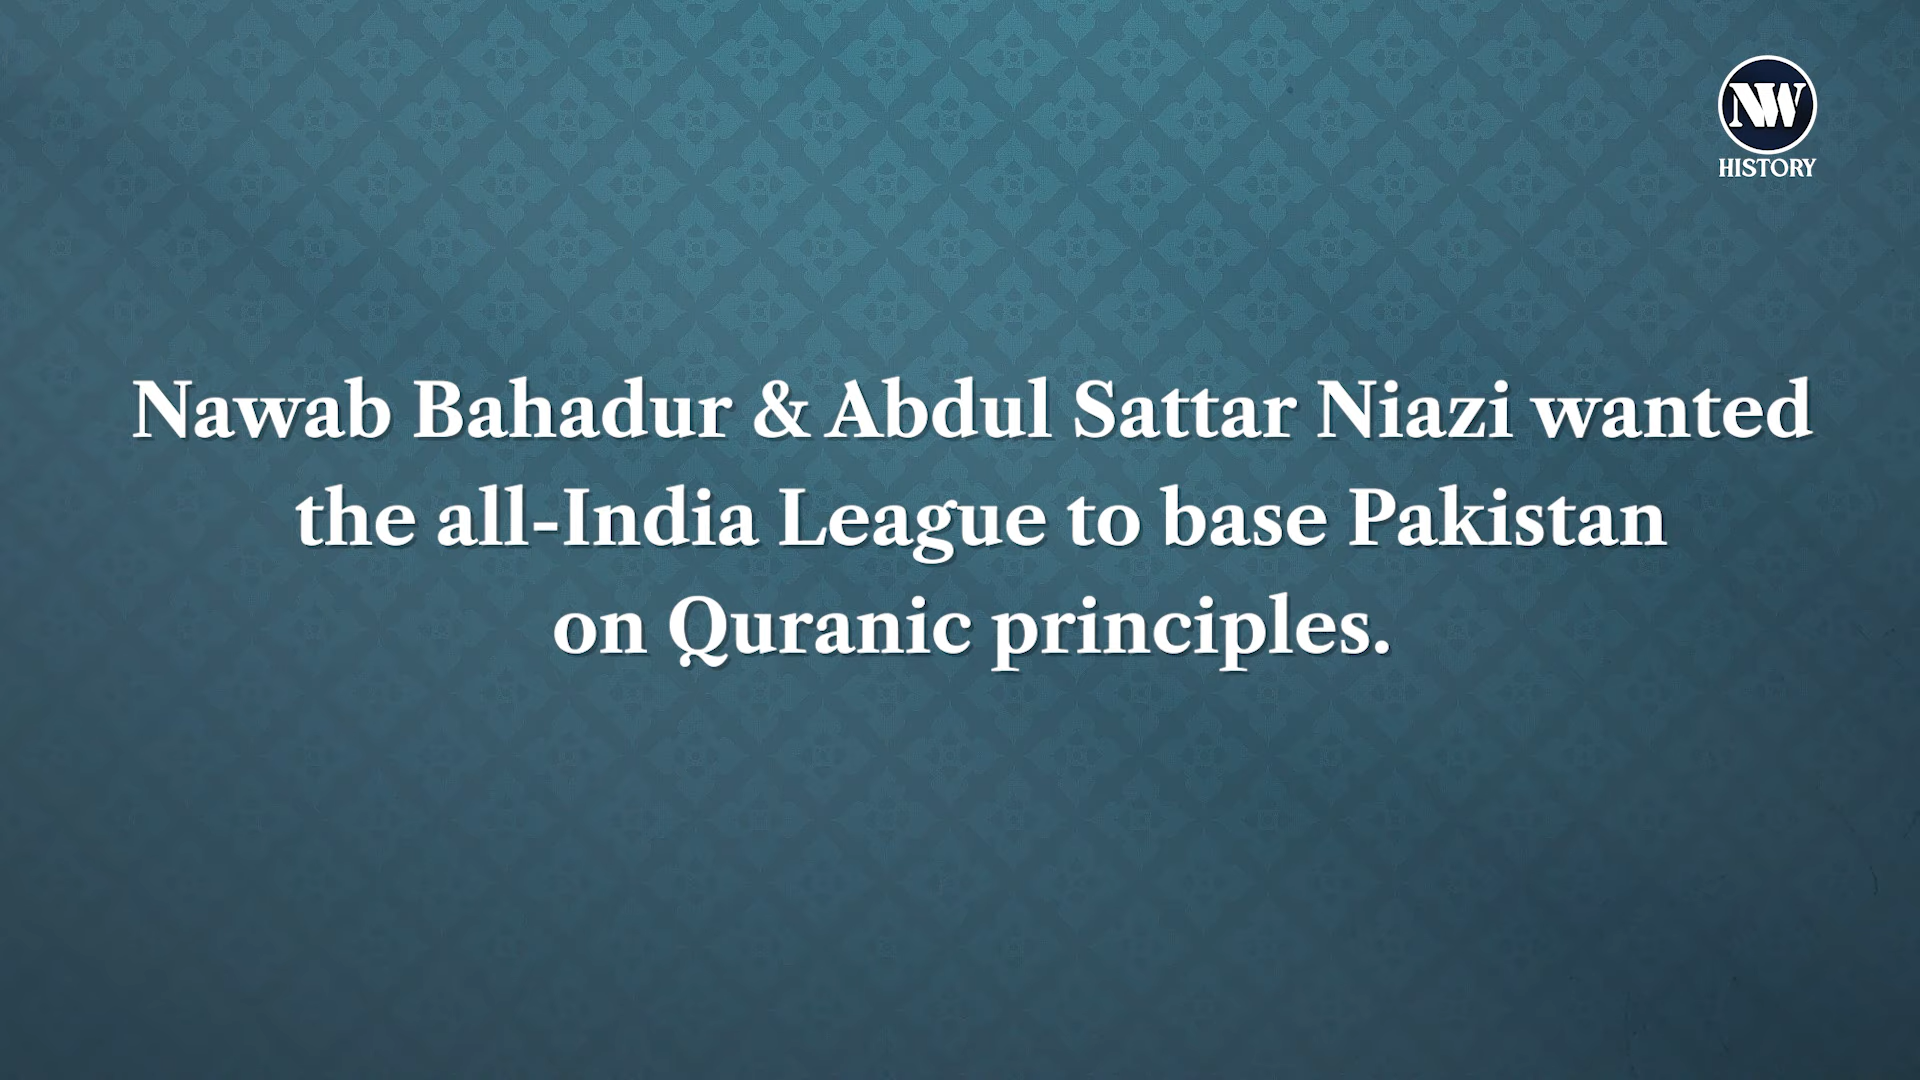 NW
HISTORY
Nawab Bahadur & Abdul Sattar Niazi wanted
the all-India League to base Pakistan
on Quranic principles.